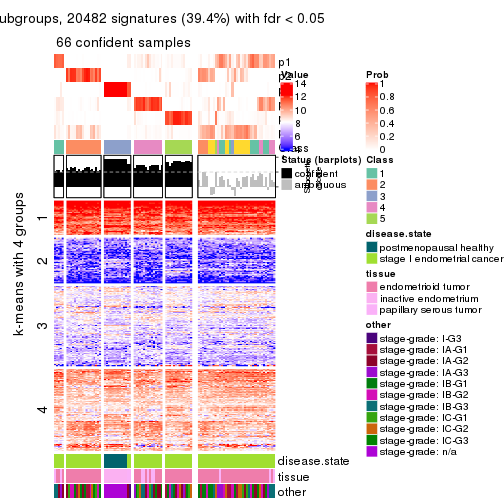 ubgroups, 20482 signatures (39.4%) with fdr < 0.05
66 confident samples
p1
p2
Class
Value
14
12
10
8
6
Prob
1
0.8
0.6
0.4
0.2
0
Status (barplots)
confident
ambiguous
Class
1
2
3
4
5
disease.state
postmenopausal healthy
stage I endometrial cancer
tissue
endometrioid tumor
inactive endometrium
papillary serous tumor
other
stage-grade: I-G3
stage-grade: IA-G1
stage-grade: IA-G2
stage-grade: IA-G3
stage-grade: IB-G1
stage-grade: IB-G2
stage-grade: IB-G3
stage-grade: IC-G1
stage-grade: IC-G2
stage-grade: IC-G3
stage-grade: n/a
k-means with 4 groups
1
2
3
4
disease.state
tissue
other